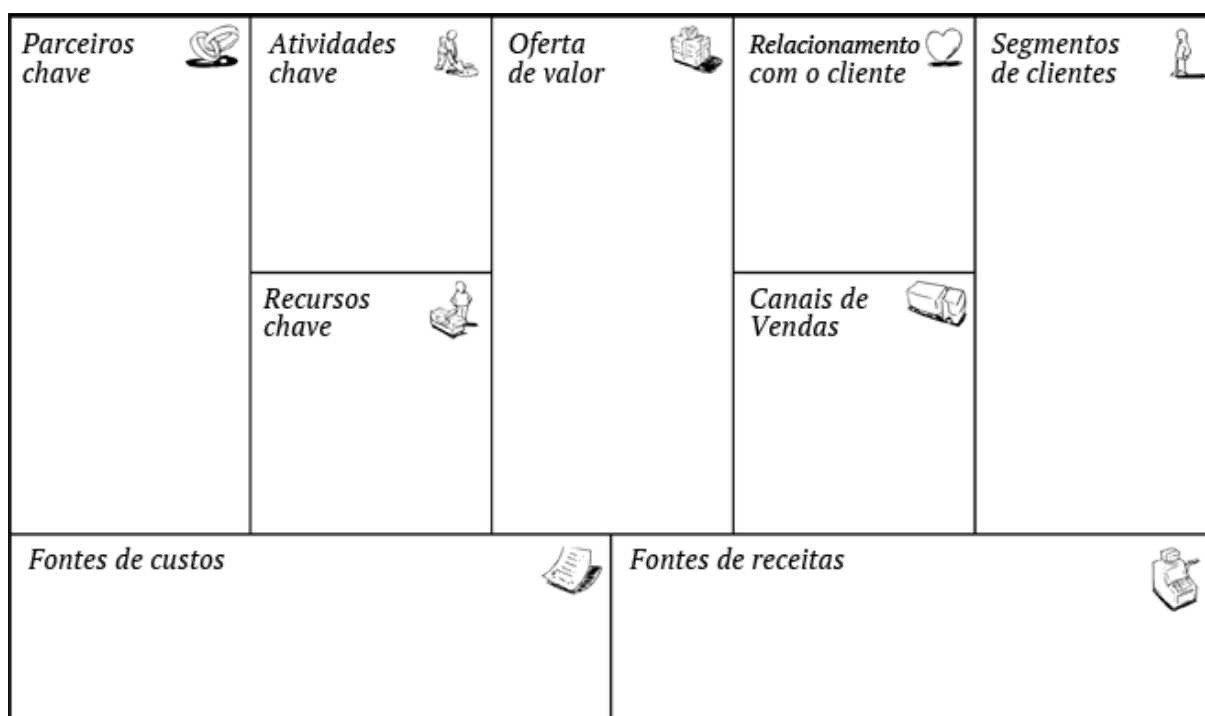 Parceiros
chave
Atividades
chave
Recursos
chave
Oferta
de valor
Relacionamento
com o cliente
Canais de
Vendas
Segmentos
de clientes
Fontes de custos
Fontes de receitas